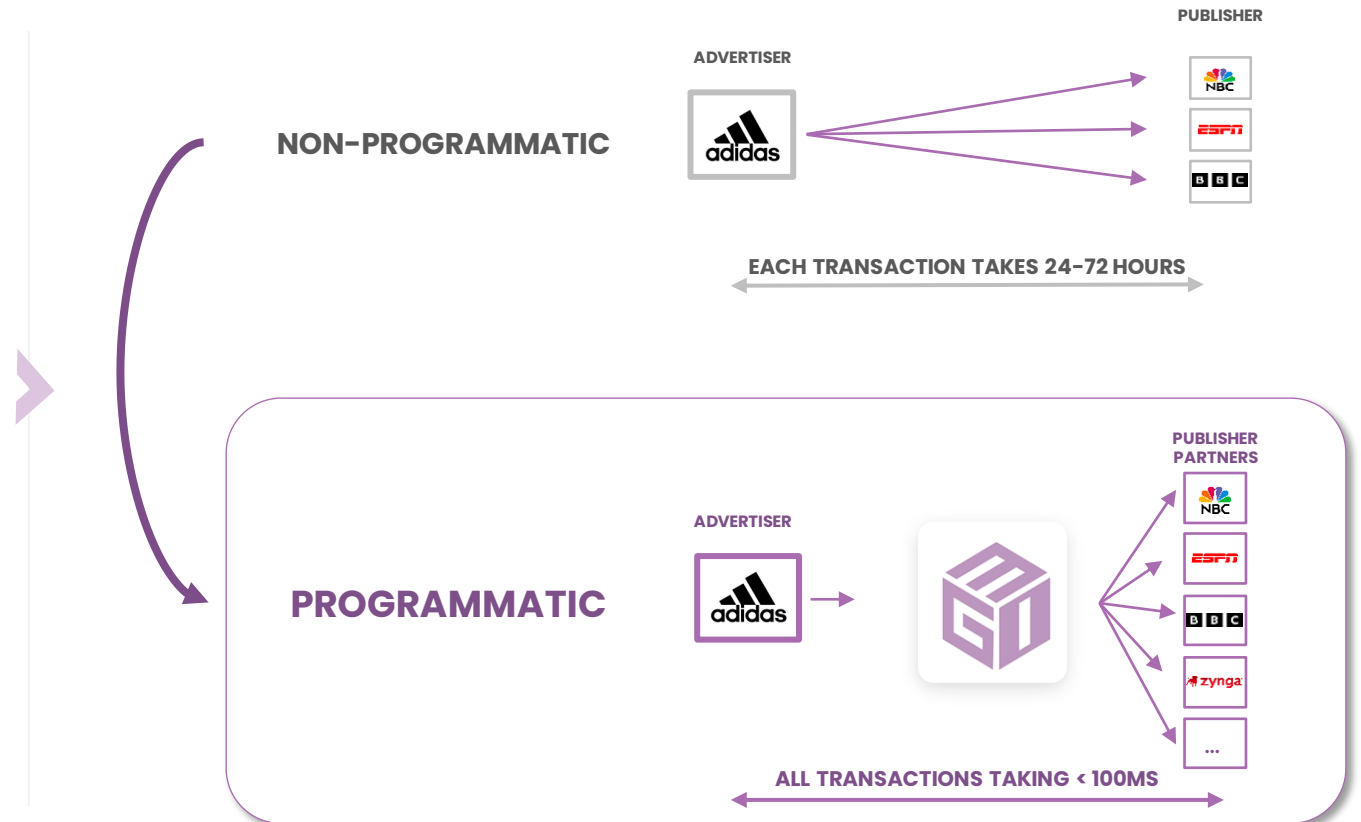 PUBLISHER
ADVERTISER
NBC
NON-PROGRAMMATIC
adidas
ESPN
BBC
EACH TRANSACTION TAKES 24-72 HOURS
PUBLISHER
PARTNERS
NBC
ADVERTISER
ESPN
PROGRAMMATIC
adidas
MGI
BBC
zynga
...
ALL TRANSACTIONS TAKING < 100MS